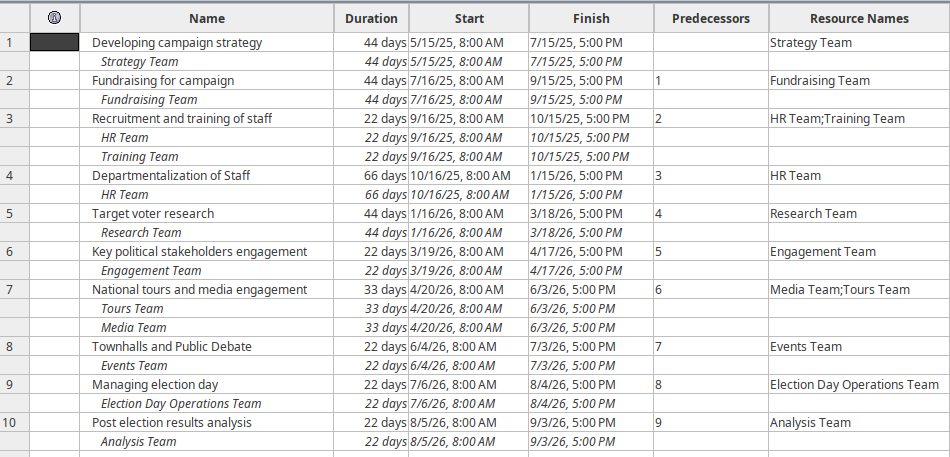 Name Duration Start Finish Predecessors Resource Names
1 Developing campaign strategy 44 days 5/15/25, 8:00 AM 7/15/25, 5:00 PM Strategy Team
Strategy Team 44 days 5/15/25, 8:00 AM 7/15/25, 5:00 PM
2 Fundraising for campaign 44 days 7/16/25, 8:00 AM 9/15/25, 5:00 PM 1 Fundraising Team
Fundraising Team 44 days 7/16/25, 8:00 AM 9/15/25, 5:00 PM
3 Recruitment and training of staff 22 days 9/16/25, 8:00 AM 10/15/25, 5:00 PM 2 HR Team;Training Team
HR Team 22 days 9/16/25, 8:00 AM 10/15/25, 5:00 PM
Training Team 22 days 9/16/25, 8:00 AM 10/15/25, 5:00 PM
4 Departmentalization of Staff 66 days 10/16/25, 8:00 AM 1/15/26, 5:00 PM 3 HR Team
HR Team 66 days 10/16/25, 8:00 AM 1/15/26, 5:00 PM
5 Target voter research 44 days 1/16/26, 8:00 AM 3/18/26, 5:00 PM 4 Research Team
Research Team 44 days 1/16/26, 8:00 AM 3/18/26, 5:00 PM
6 Key political stakeholders engagement 22 days 3/19/26, 8:00 AM 4/17/26, 5:00 PM 5 Engagement Team
Engagement Team 22 days 3/19/26, 8:00 AM 4/17/26, 5:00 PM
7 National tours and media engagement 33 days 4/20/26, 8:00 AM 6/3/26, 5:00 PM 6 Media Team;Tours Team
Tours Team 33 days 4/20/26, 8:00 AM 6/3/26, 5:00 PM
Media Team 33 days 4/20/26, 8:00 AM 6/3/26, 5:00 PM
8 Townhalls and Public Debate 22 days 6/4/26, 8:00 AM 7/3/26, 5:00 PM 7 Events Team
Events Team 22 days 6/4/26, 8:00 AM 7/3/26, 5:00 PM
9 Managing election day 22 days 7/6/26, 8:00 AM 8/4/26, 5:00 PM 8 Election Day Operations Team
Election Day Operations Team 22 days 7/6/26, 8:00 AM 8/4/26, 5:00 PM
10 Post election results analysis 22 days 8/5/26, 8:00 AM 9/3/26, 5:00 PM 9 Analysis Team
Analysis Team 22 days 8/5/26, 8:00 AM 9/3/26, 5:00 PM